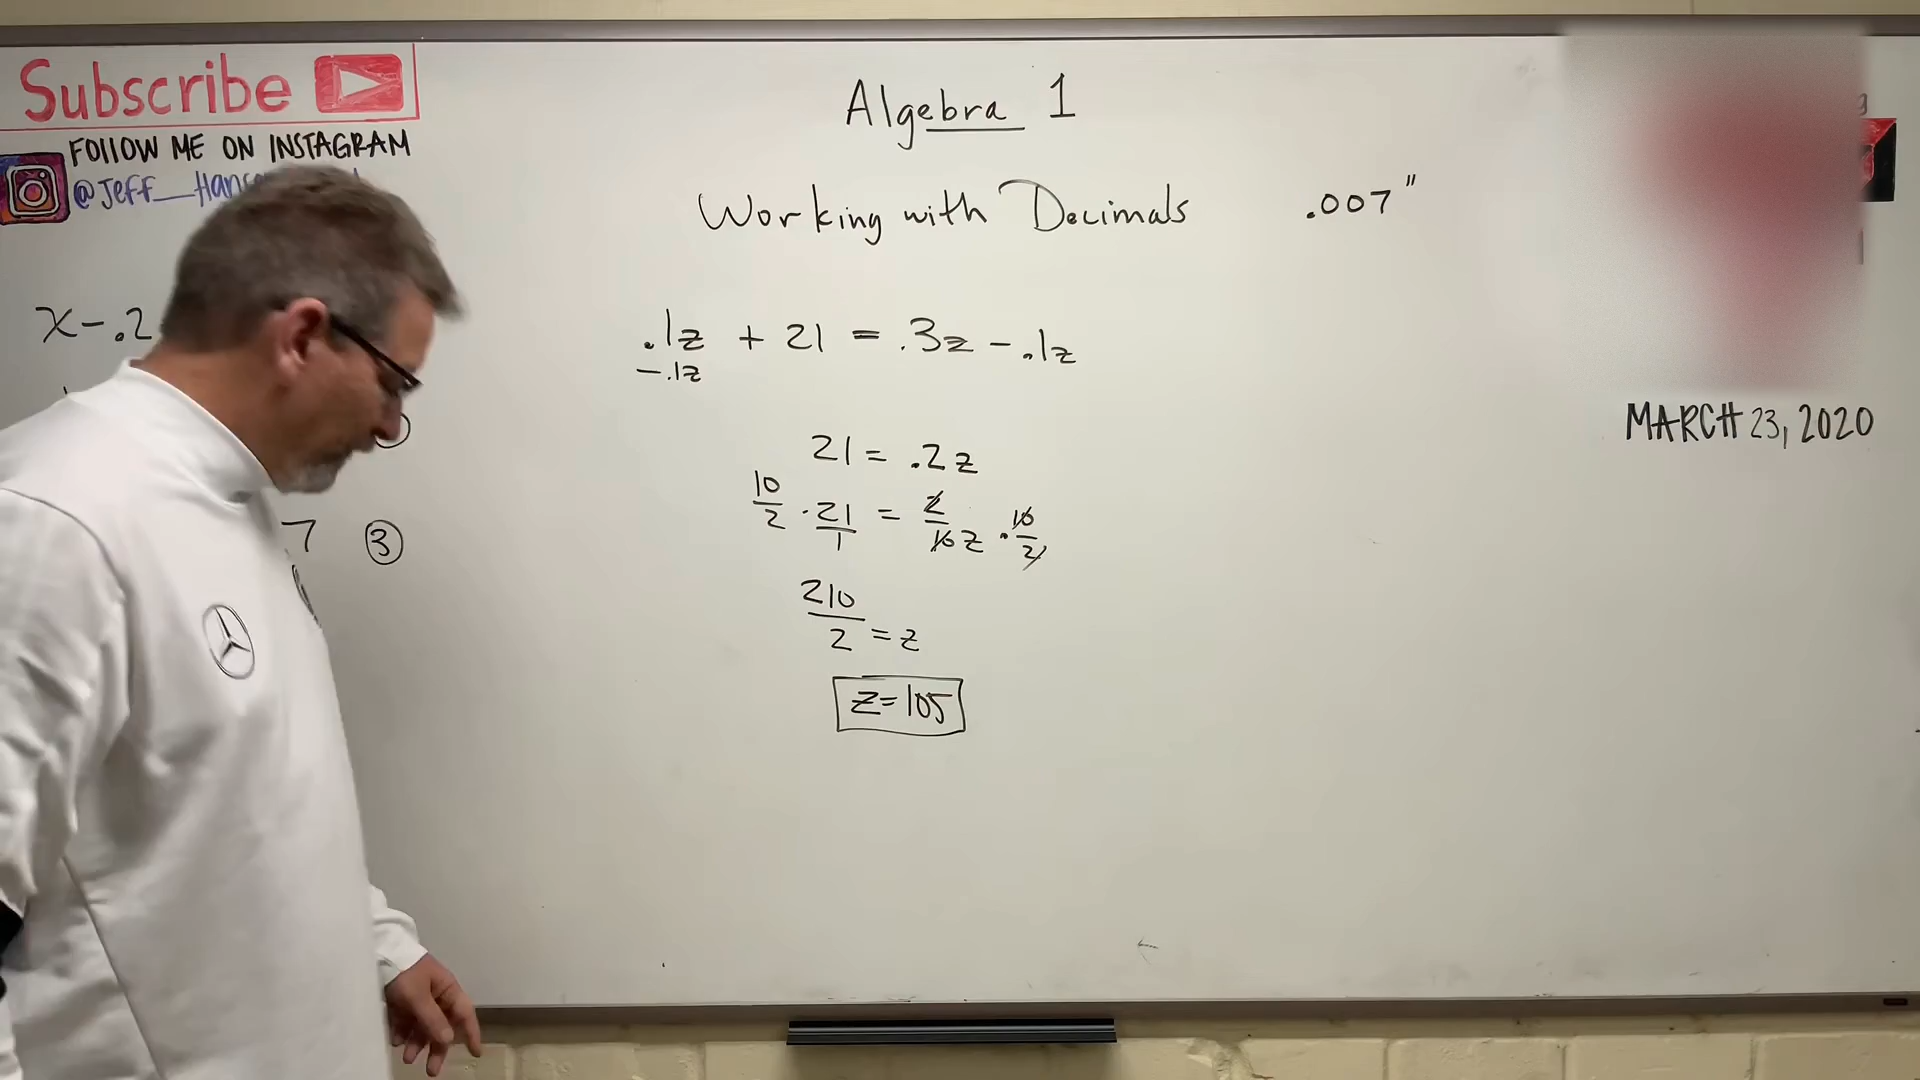 Subscribe
FOLLOW ME ON INSTAGRAM
@Jeff_Hans
Algebra 1
Working with Decimals
.007"
MARCH 23, 2020
x-.2
.1z + 21 = .3z - .1z
-.1z
21 = .2z
10/2 · 21/1 = 2/10 z · 10/2
210/2 = z
z=105
7 ③